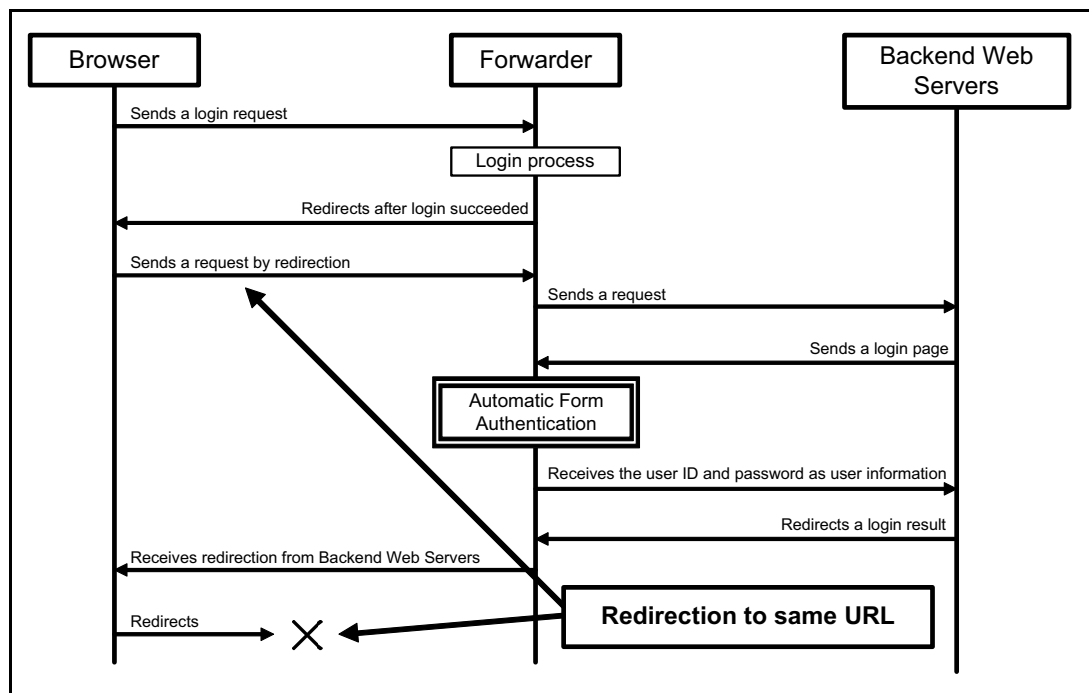 Browser
Forwarder
Backend Web
Servers
Sends a login request
Login process
Redirects after login succeeded
Sends a request by redirection
Sends a request
Sends a login page
Automatic Form
Authentication
Receives the user ID and password as user information
Redirects a login result
Receives redirection from Backend Web Servers
Redirection to same URL
Redirects